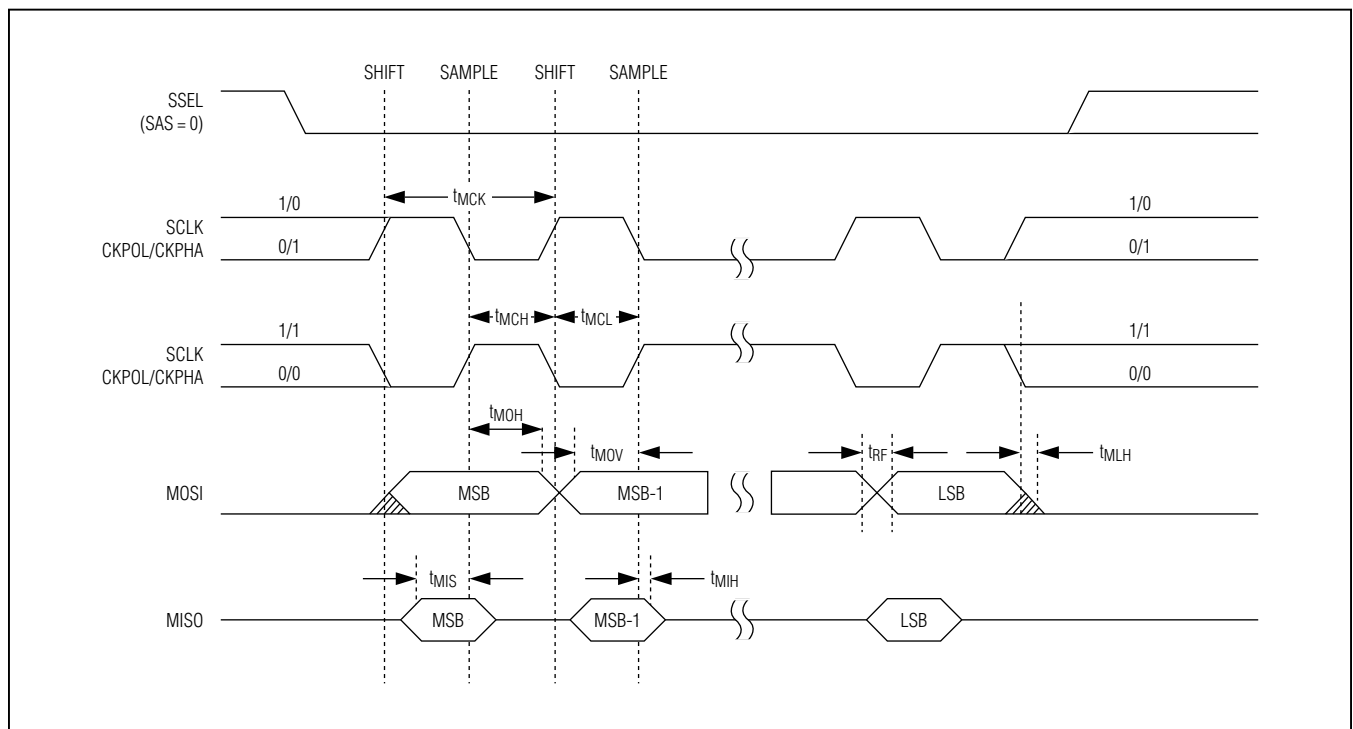 SHIFT SAMPLE SHIFT SAMPLE
SSEL
(SAS = 0)
tMCK
1/0 1/0
SCLK
CKPOL/CKPHA
0/1 0/1
tMCH tMCL
1/1 1/1
SCLK
CKPOL/CKPHA
0/0 0/0
tMOH
tMOV tRF tMLH
MOSI MSB MSB-1 LSB
tMIS tMIH
MISO MSB MSB-1 LSB